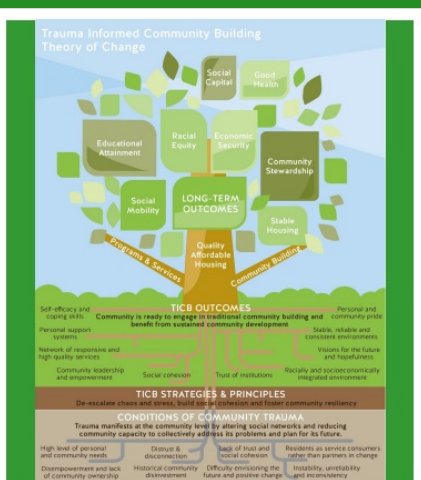 Trauma Informed Community Building
Theory of Change
Social
Capital
Good
Health
Educational
Attainment
Racial
Equity
Economic
Security
Community
Stewardship
Social
Mobility
LONG-TERM
OUTCOMES
Stable
Housing
Programs & Services
Quality
Affordable
Housing
Community Building
TICB OUTCOMES
Community is ready to engage in traditional community building and
benefit from sustained community development
Self-efficacy and
coping skills
Personal and
community pride
Personal support
systems
Stable, reliable and
consistent environments
Network of responsive and
high quality services
Visions for the future
and hopefulness
Community leadership
and empowerment
Social cohesion
Trust of institutions
Racially and socioeconomically
integrated environment
TICB STRATEGIES & PRINCIPLES
De-escalate chaos and stress, build social cohesion and foster community resiliency
CONDITIONS OF COMMUNITY TRAUMA
Trauma manifests at the community level by altering social networks and reducing
community capacity to collectively address its problems and plan for its future.
High level of personal
and community needs
Distrust &
disconnection
Lack of trust and
social cohesion
Residents as service consumers
rather than partners in change
Disempowerment and lack
of community ownership
Historical community
disinvestment
Difficulty envisioning the
future and positive change
Instability, unreliability
and inconsistency